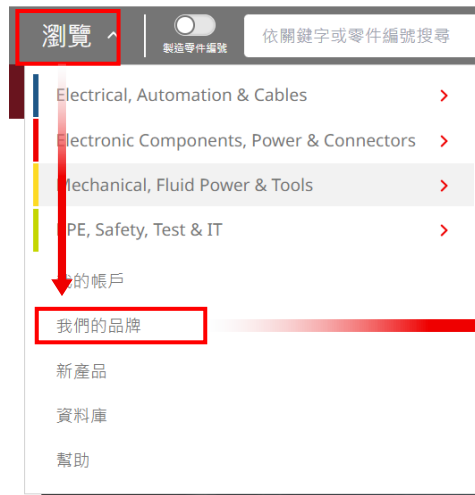 瀏覽
製造零件編號
依關鍵字或零件編號搜尋
Electrical, Automation & Cables
Electronic Components, Power & Connectors
Mechanical, Fluid Power & Tools
PPE, Safety, Test & IT
我的帳戶
我們的品牌
新產品
資料庫
幫助